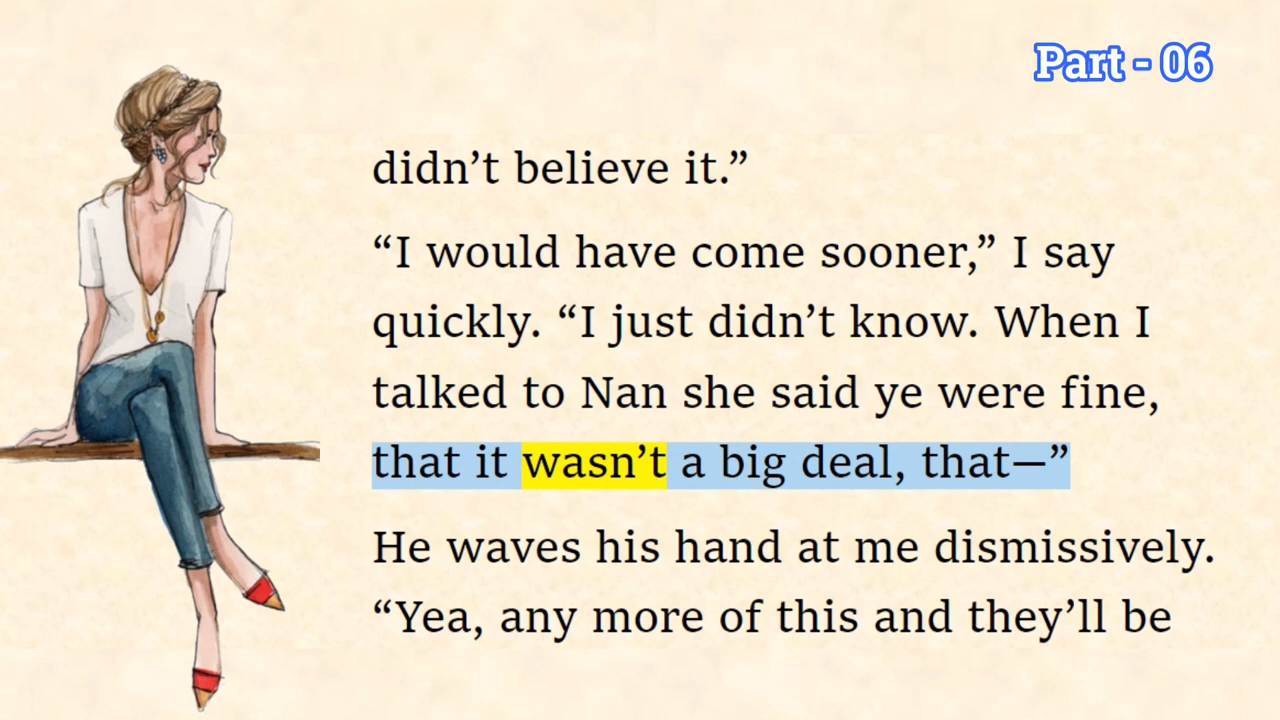 Part - 06
didn’t believe it.”
“I would have come sooner,” I say
quickly. “I just didn’t know. When I
talked to Nan she said ye were fine,
that it wasn’t a big deal, that—”
He waves his hand at me dismissively.
“Yea, any more of this and they’ll be